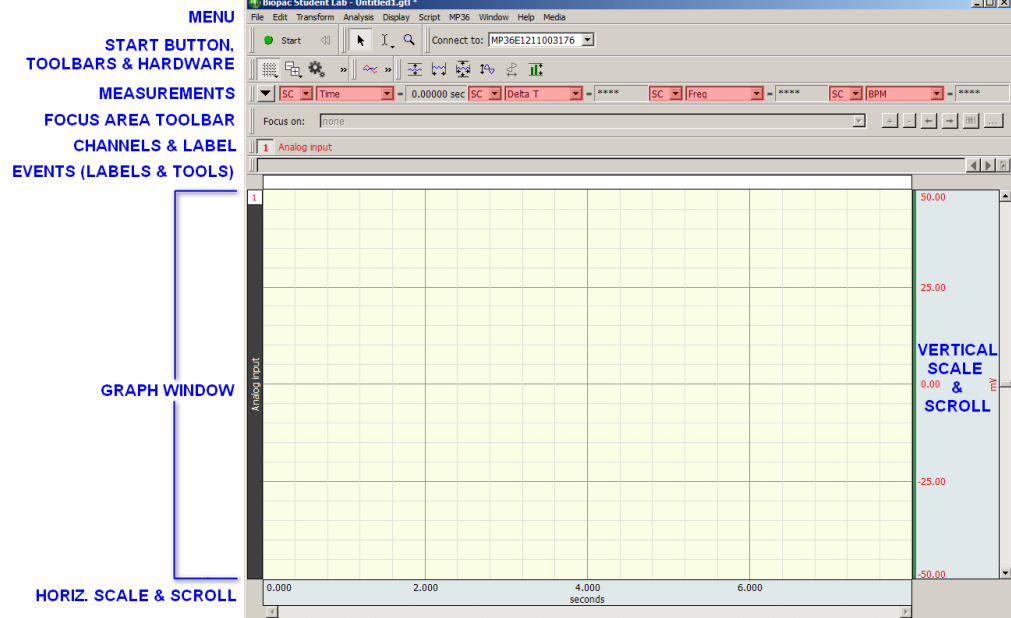 Biopac Student Lab - Untitled1.gtl *
MENU
File Edit Transform Analysis Display Script MP36 Window Help Media
START BUTTON,
TOOLBARS & HARDWARE
Start
Connect to: MP36E1211003176
MEASUREMENTS
SC Time = 0.00000 sec SC Delta T = **** SC Freq = **** SC BPM = ****
FOCUS AREA TOOLBAR
Focus on: none
CHANNELS & LABEL
1 Analog input
EVENTS (LABELS & TOOLS)
1
GRAPH WINDOW
Analog input
50.00
25.00
0.00
-25.00
-50.00
mV
VERTICAL
SCALE
&
SCROLL
HORIZ. SCALE & SCROLL
0.000 2.000 4.000 6.000
seconds